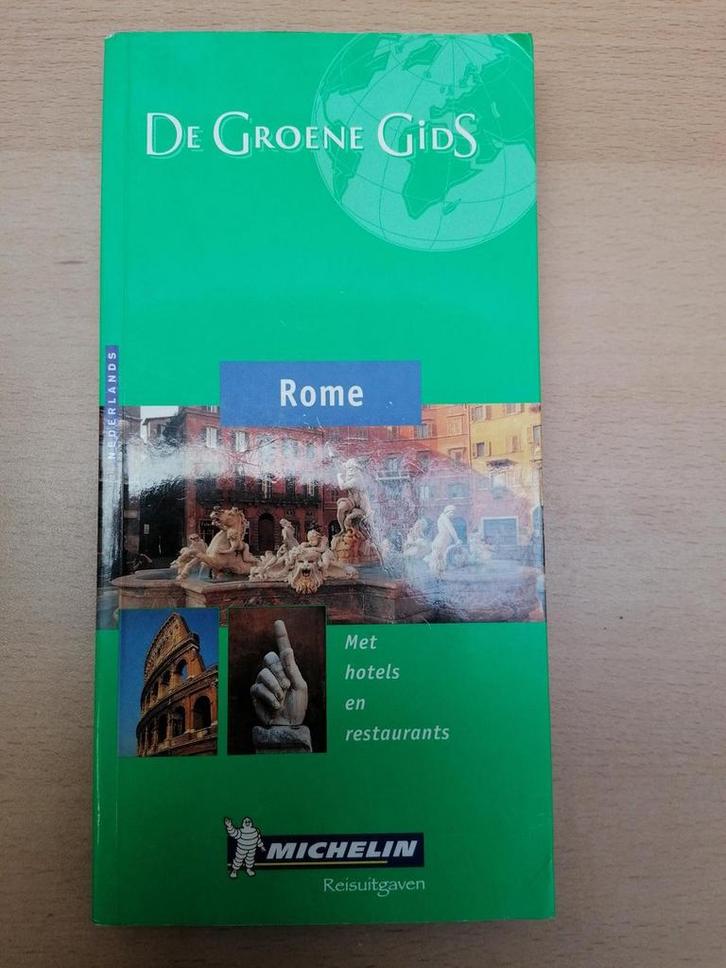 De Groene Gids
NEDERLANDS
Rome
Met
hotels
en
restaurants
MICHELIN
Reisuitgaven